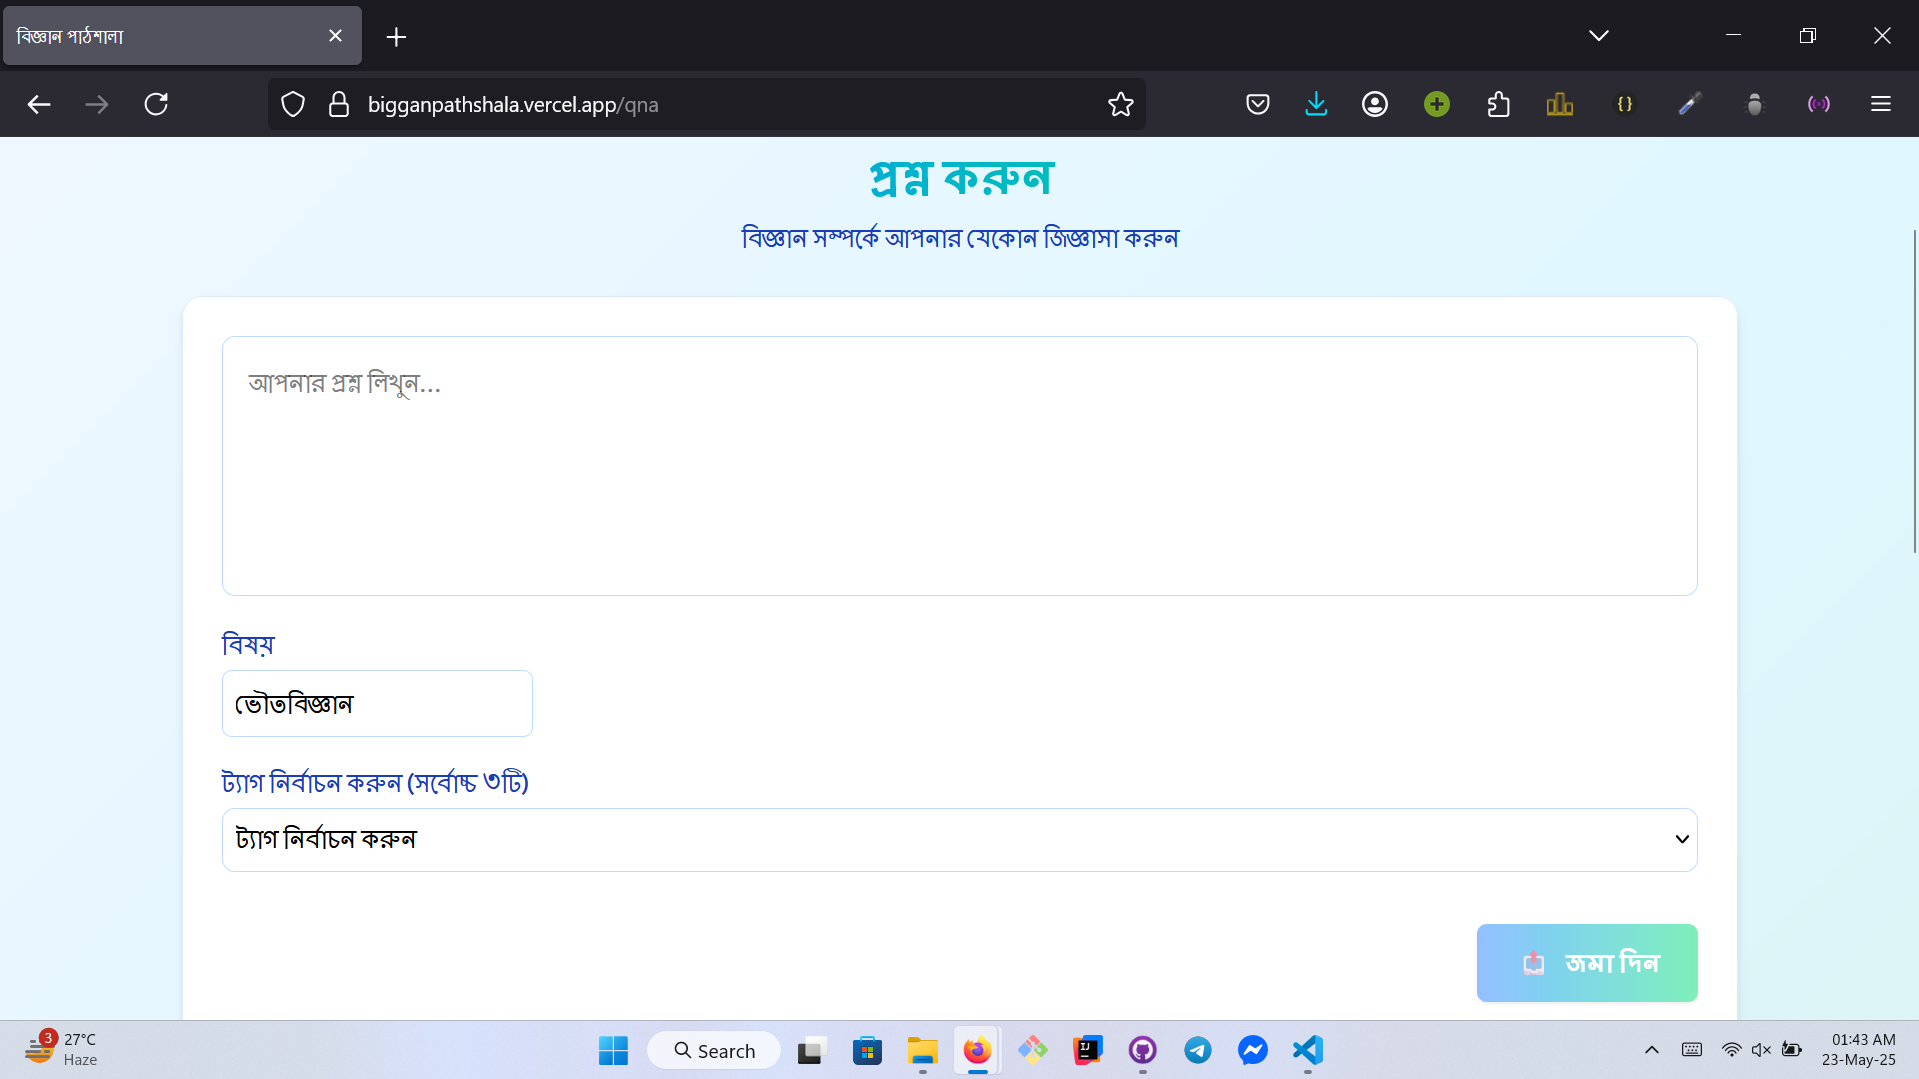 বিজ্ঞান পাঠশালা
bigganpathshala.vercel.app/qna
প্রশ্ন করুন
বিজ্ঞান সম্পর্কে আপনার যেকোন জিজ্ঞাসা করুন
আপনার প্রশ্ন লিখুন...
বিষয়
ভৌতবিজ্ঞান
ট্যাগ নির্বাচন করুন (সর্বোচ্চ ৩টি)
ট্যাগ নির্বাচন করুন
জমা দিন
3
27°C
Haze
Search
01:43 AM
23-May-25